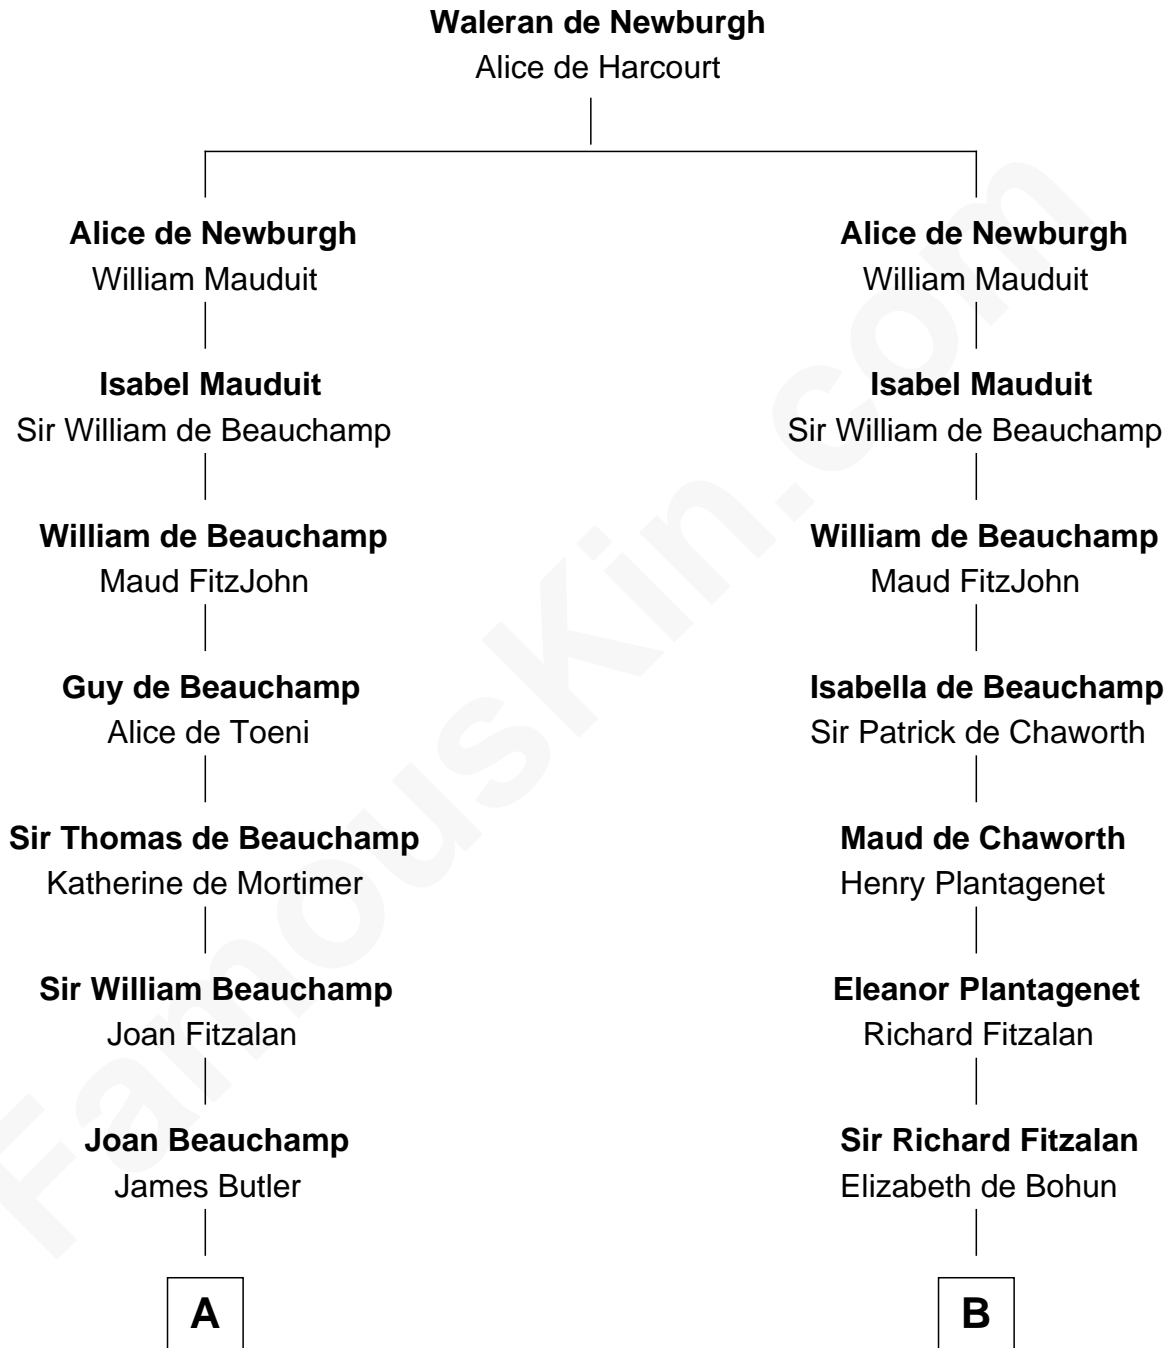 Waleran de Newburgh
Alice de Harcourt
Alice de Newburgh
William Mauduit
Alice de Newburgh
William Mauduit
Isabel Mauduit
Sir William de Beauchamp
Isabel Mauduit
Sir William de Beauchamp
William de Beauchamp
Maud FitzJohn
William de Beauchamp
Maud FitzJohn
Guy de Beauchamp
Alice de Toeni
Isabella de Beauchamp
Sir Patrick de Chaworth
Sir Thomas de Beauchamp
Katherine de Mortimer
Maud de Chaworth
Henry Plantagenet
Sir William Beauchamp
Joan Fitzalan
Eleanor Plantagenet
Richard Fitzalan
Joan Beauchamp
James Butler
Sir Richard Fitzalan
Elizabeth de Bohun
A
B
FamousKin.com